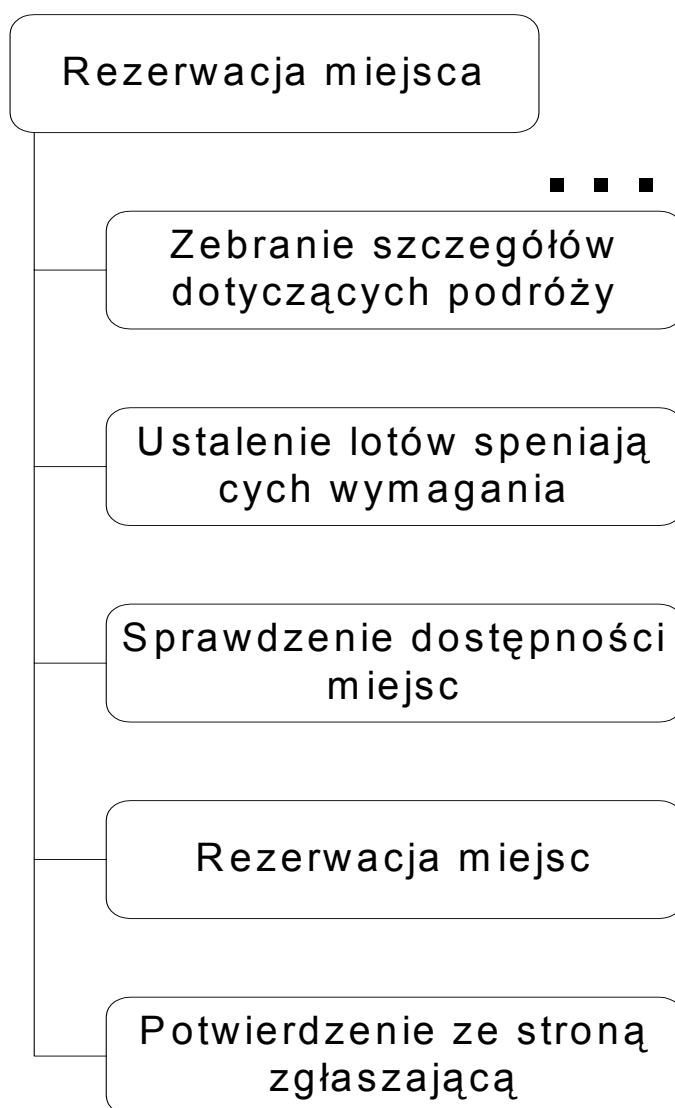 Rezerwacja miejsca
...
Zebranie szczegółów
dotyczących podróży
Ustalenie lotów speniają
cych wymagania
Sprawdzenie dostępności
miejsc
Rezerwacja miejsc
Potwierdzenie ze stroną
zgłaszającą